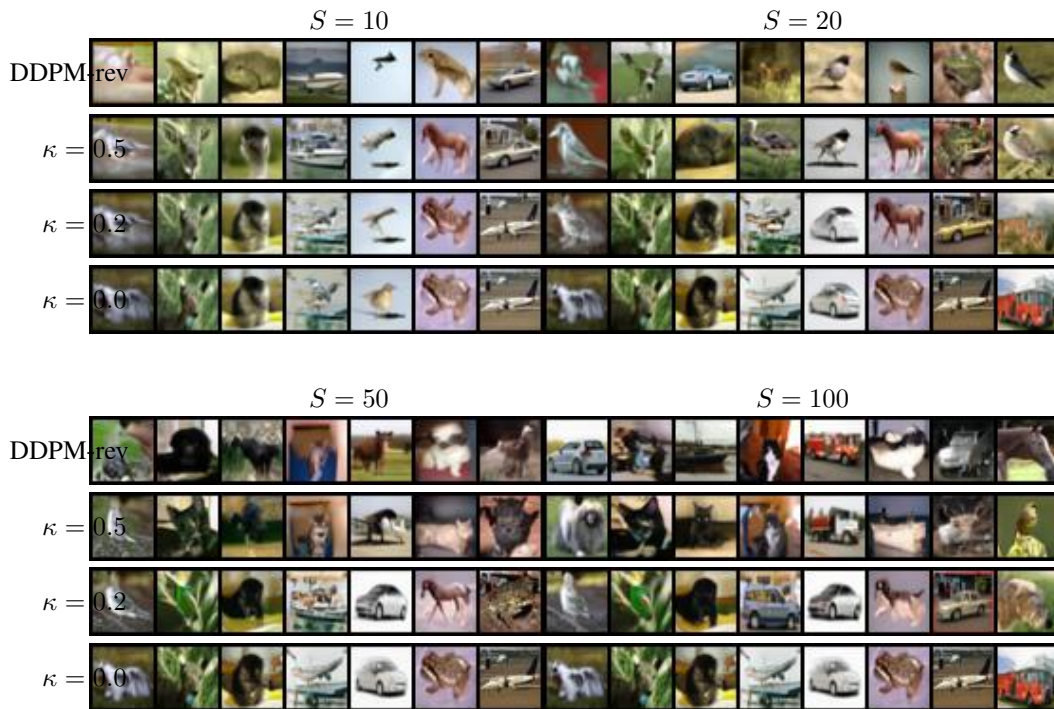 S = 10
S = 20
DDPM-rev
κ = 0.5
κ = 0.2
κ = 0.0
S = 50
S = 100
DDPM-rev
κ = 0.5
κ = 0.2
κ = 0.0